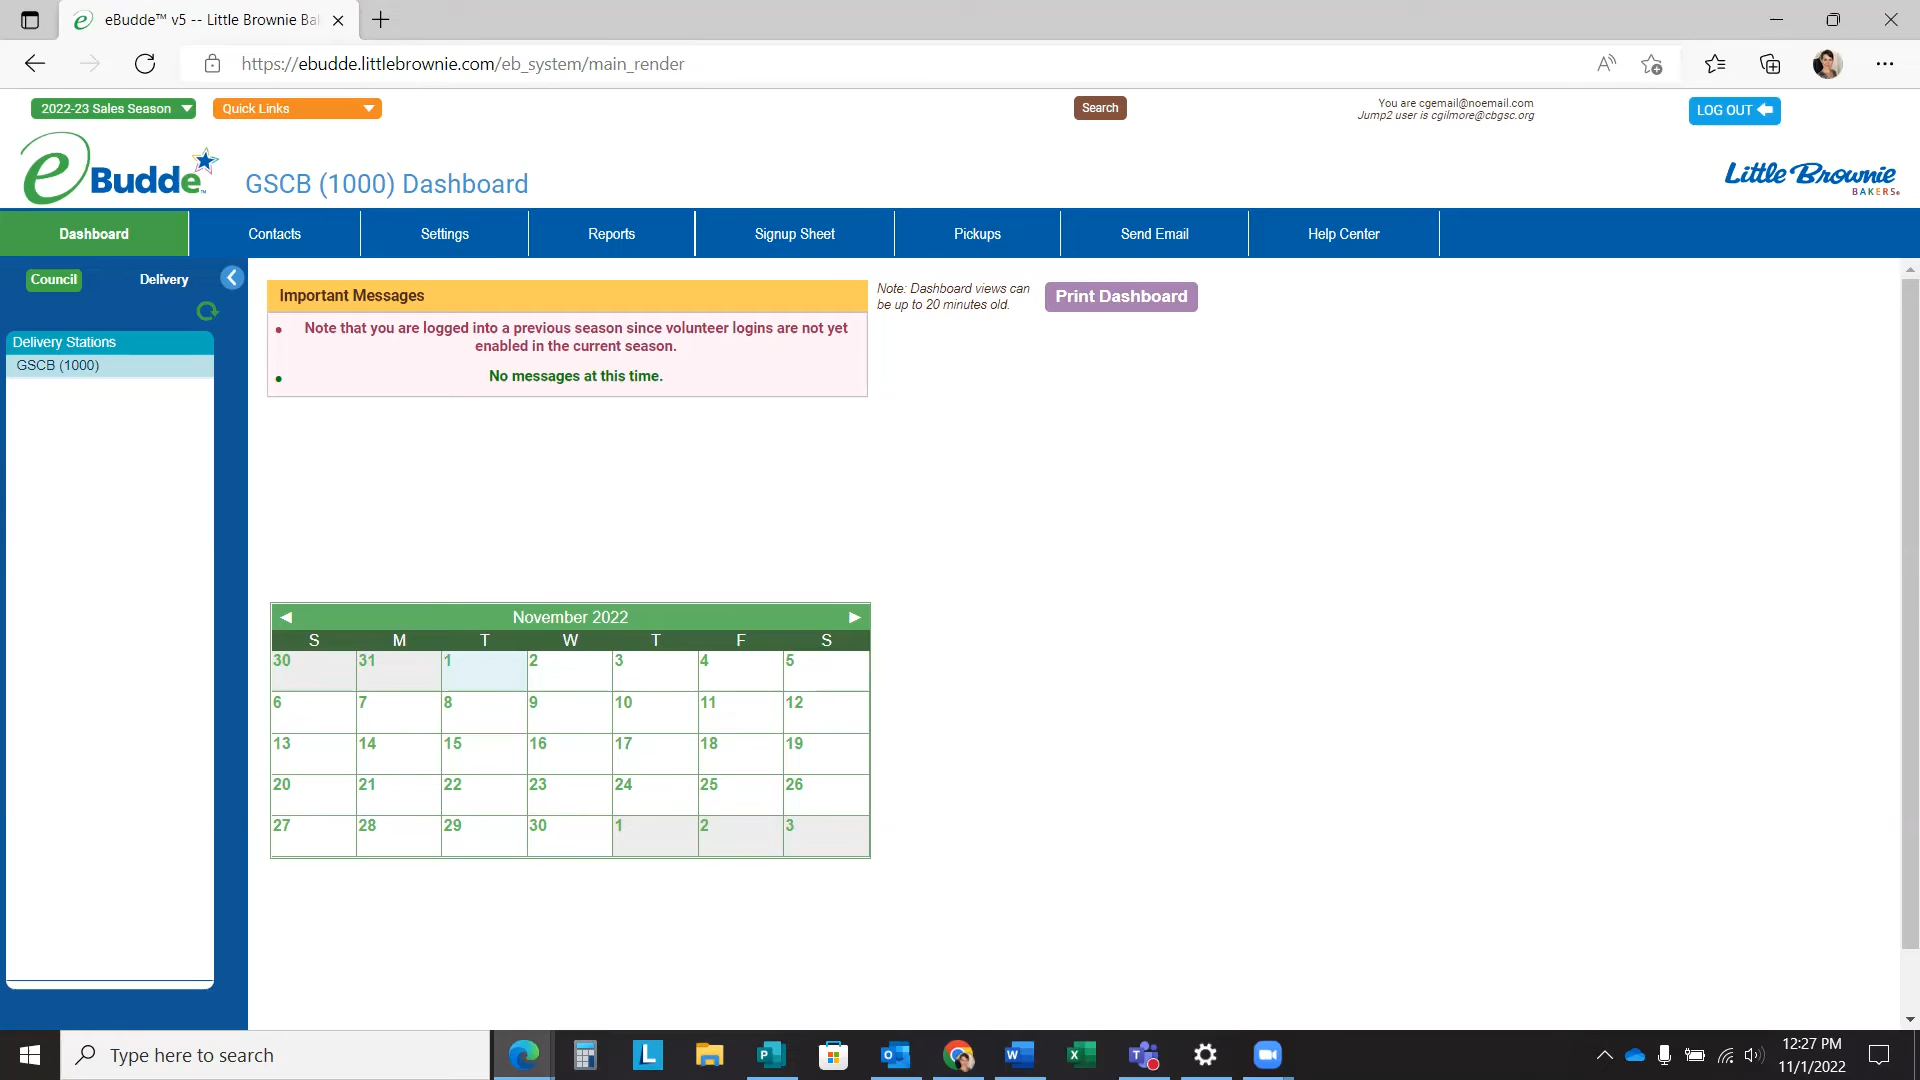 eBudde™ v5 -- Little Brownie Ba
https://ebudde.littlebrownie.com/eb_system/main_render
2022-23 Sales Season
Quick Links
Search
You are cgemail@noemail.com
Jump2 user is cgilmore@cbgsc.org
LOG OUT
eBudde™
GSCB (1000) Dashboard
Little Brownie
BAKERS®
Dashboard
Contacts
Settings
Reports
Signup Sheet
Pickups
Send Email
Help Center
Council
Delivery
Delivery Stations
GSCB (1000)
Important Messages
Note that you are logged into a previous season since volunteer logins are not yet
enabled in the current season.
No messages at this time.
Note: Dashboard views can
be up to 20 minutes old.
Print Dashboard
November 2022
S M T W T F S
30 31 1 2 3 4 5
6 7 8 9 10 11 12
13 14 15 16 17 18 19
20 21 22 23 24 25 26
27 28 29 30 1 2 3
Type here to search
12:27 PM
11/1/2022